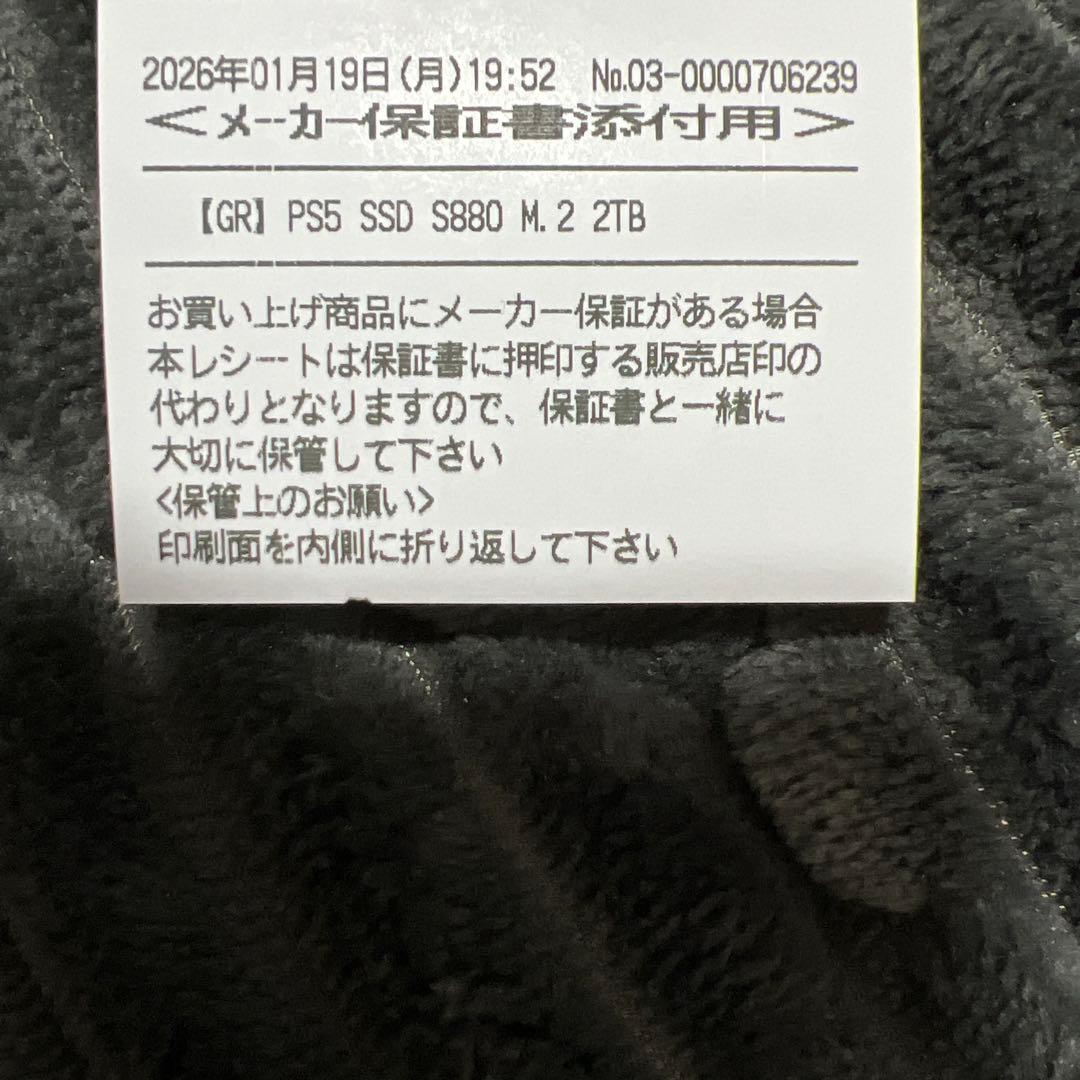 2026年01月19日(月)19:52 No.03-0000706239
<メーカー保証書添付用>
【GR】PS5 SSD S880 M.2 2TB
お買い上げ商品にメーカー保証がある場合
本レシートは保証書に押印する販売店印の
代わりとなりますので、保証書と一緒に
大切に保管して下さい
<保管上のお願い>
印刷面を内側に折り返して下さい